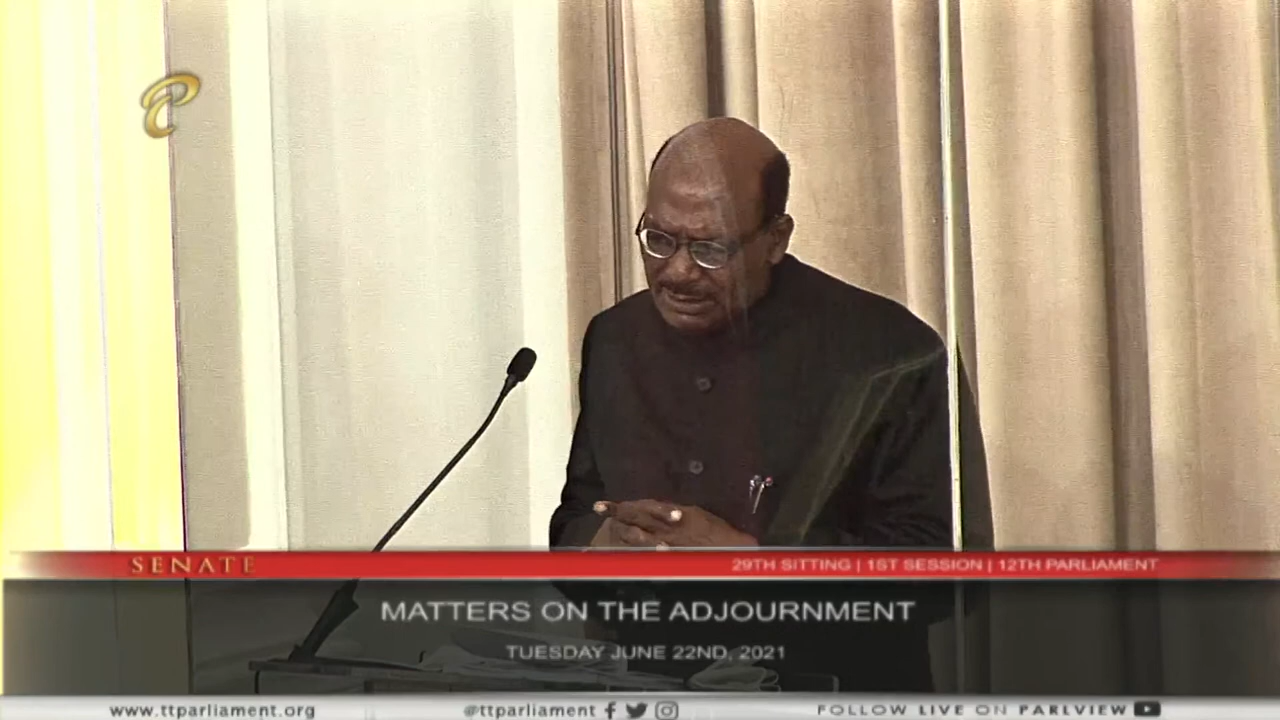 SENATE
29TH SITTING | 1ST SESSION | 12TH PARLIAMENT
MATTERS ON THE ADJOURNMENT
TUESDAY JUNE 22ND, 2021
www.ttparliament.org @ttparliament FOLLOW LIVE ON PARLVIEW